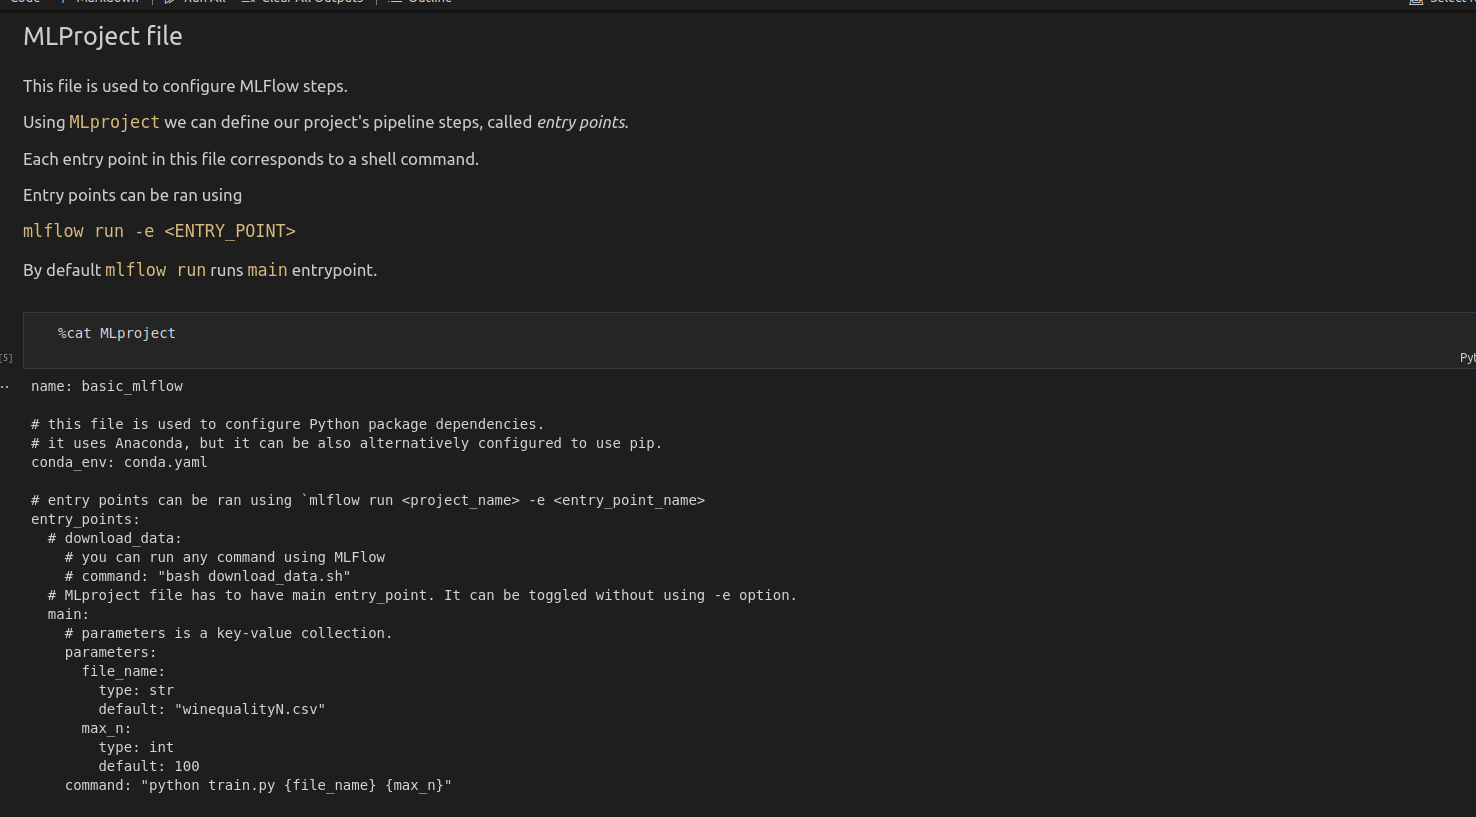 Code
Markdown
Run All
Clear All Outputs
Outline
MLProject file
This file is used to configure MLFlow steps.
Using MLproject we can define our project's pipeline steps, called entry points.
Each entry point in this file corresponds to a shell command.
Entry points can be ran using
mlflow run -e <ENTRY_POINT>
By default mlflow run runs main entrypoint.
%cat MLproject
[5]
name: basic_mlflow
# this file is used to configure Python package dependencies.
# it uses Anaconda, but it can be also alternatively configured to use pip.
conda_env: conda.yaml
# entry points can be ran using `mlflow run <project_name> -e <entry_point_name>
entry_points:
# download_data:
# you can run any command using MLFlow
# command: "bash download_data.sh"
# MLproject file has to have main entry_point. It can be toggled without using -e option.
main:
# parameters is a key-value collection.
parameters:
file_name:
type: str
default: "winequalityN.csv"
max_n:
type: int
default: 100
command: "python train.py {file_name} {max_n}"